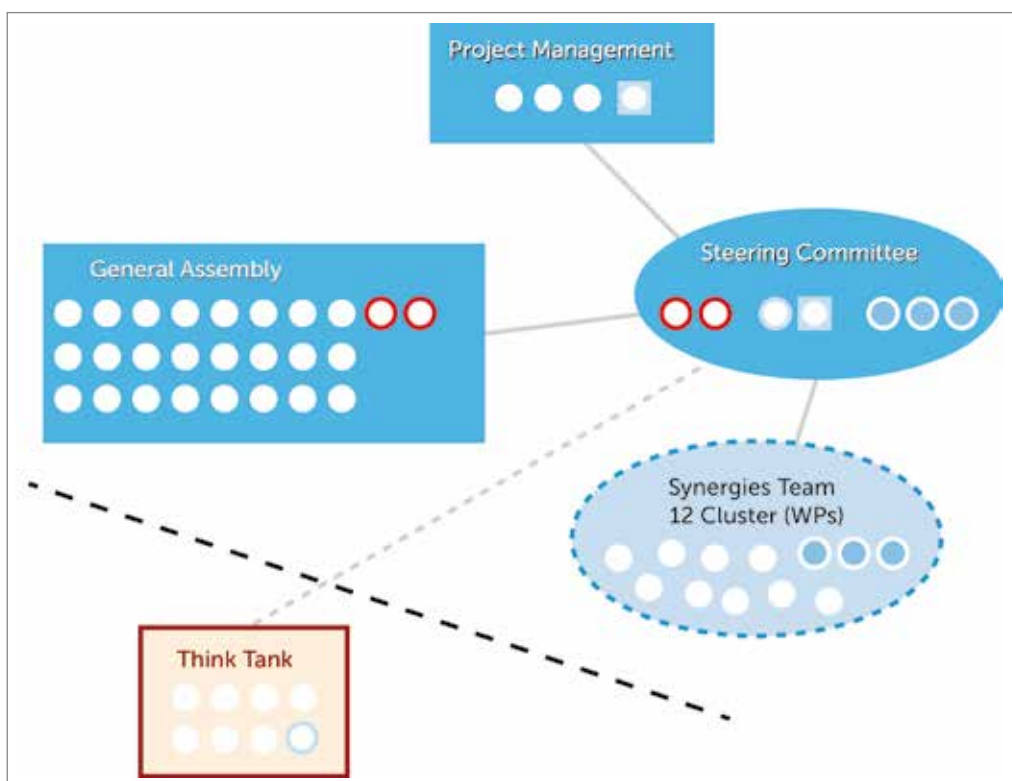 Project Management
Steering Committee
General Assembly
Synergies Team
12 Cluster (WPs)
Think Tank